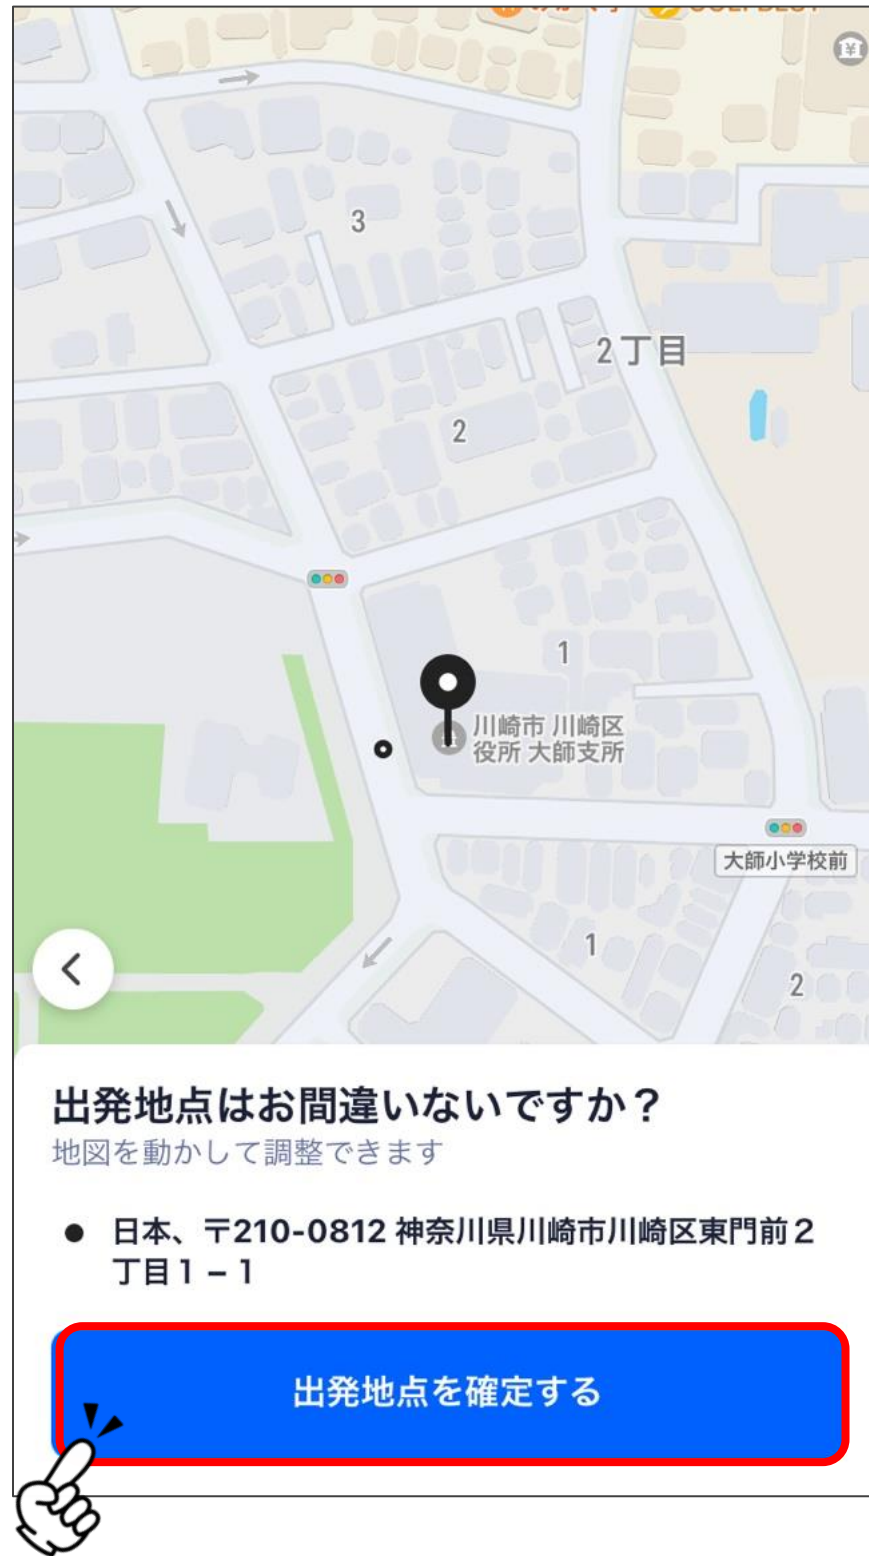 3
2丁目
2
1
川崎市 川崎区
役所 大師支所
大師小学校前
1
2
出発地点はお間違いないですか？
地図を動かして調整できます
● 日本、〒210-0812 神奈川県川崎市川崎区東門前２
丁目１−１
出発地点を確定する